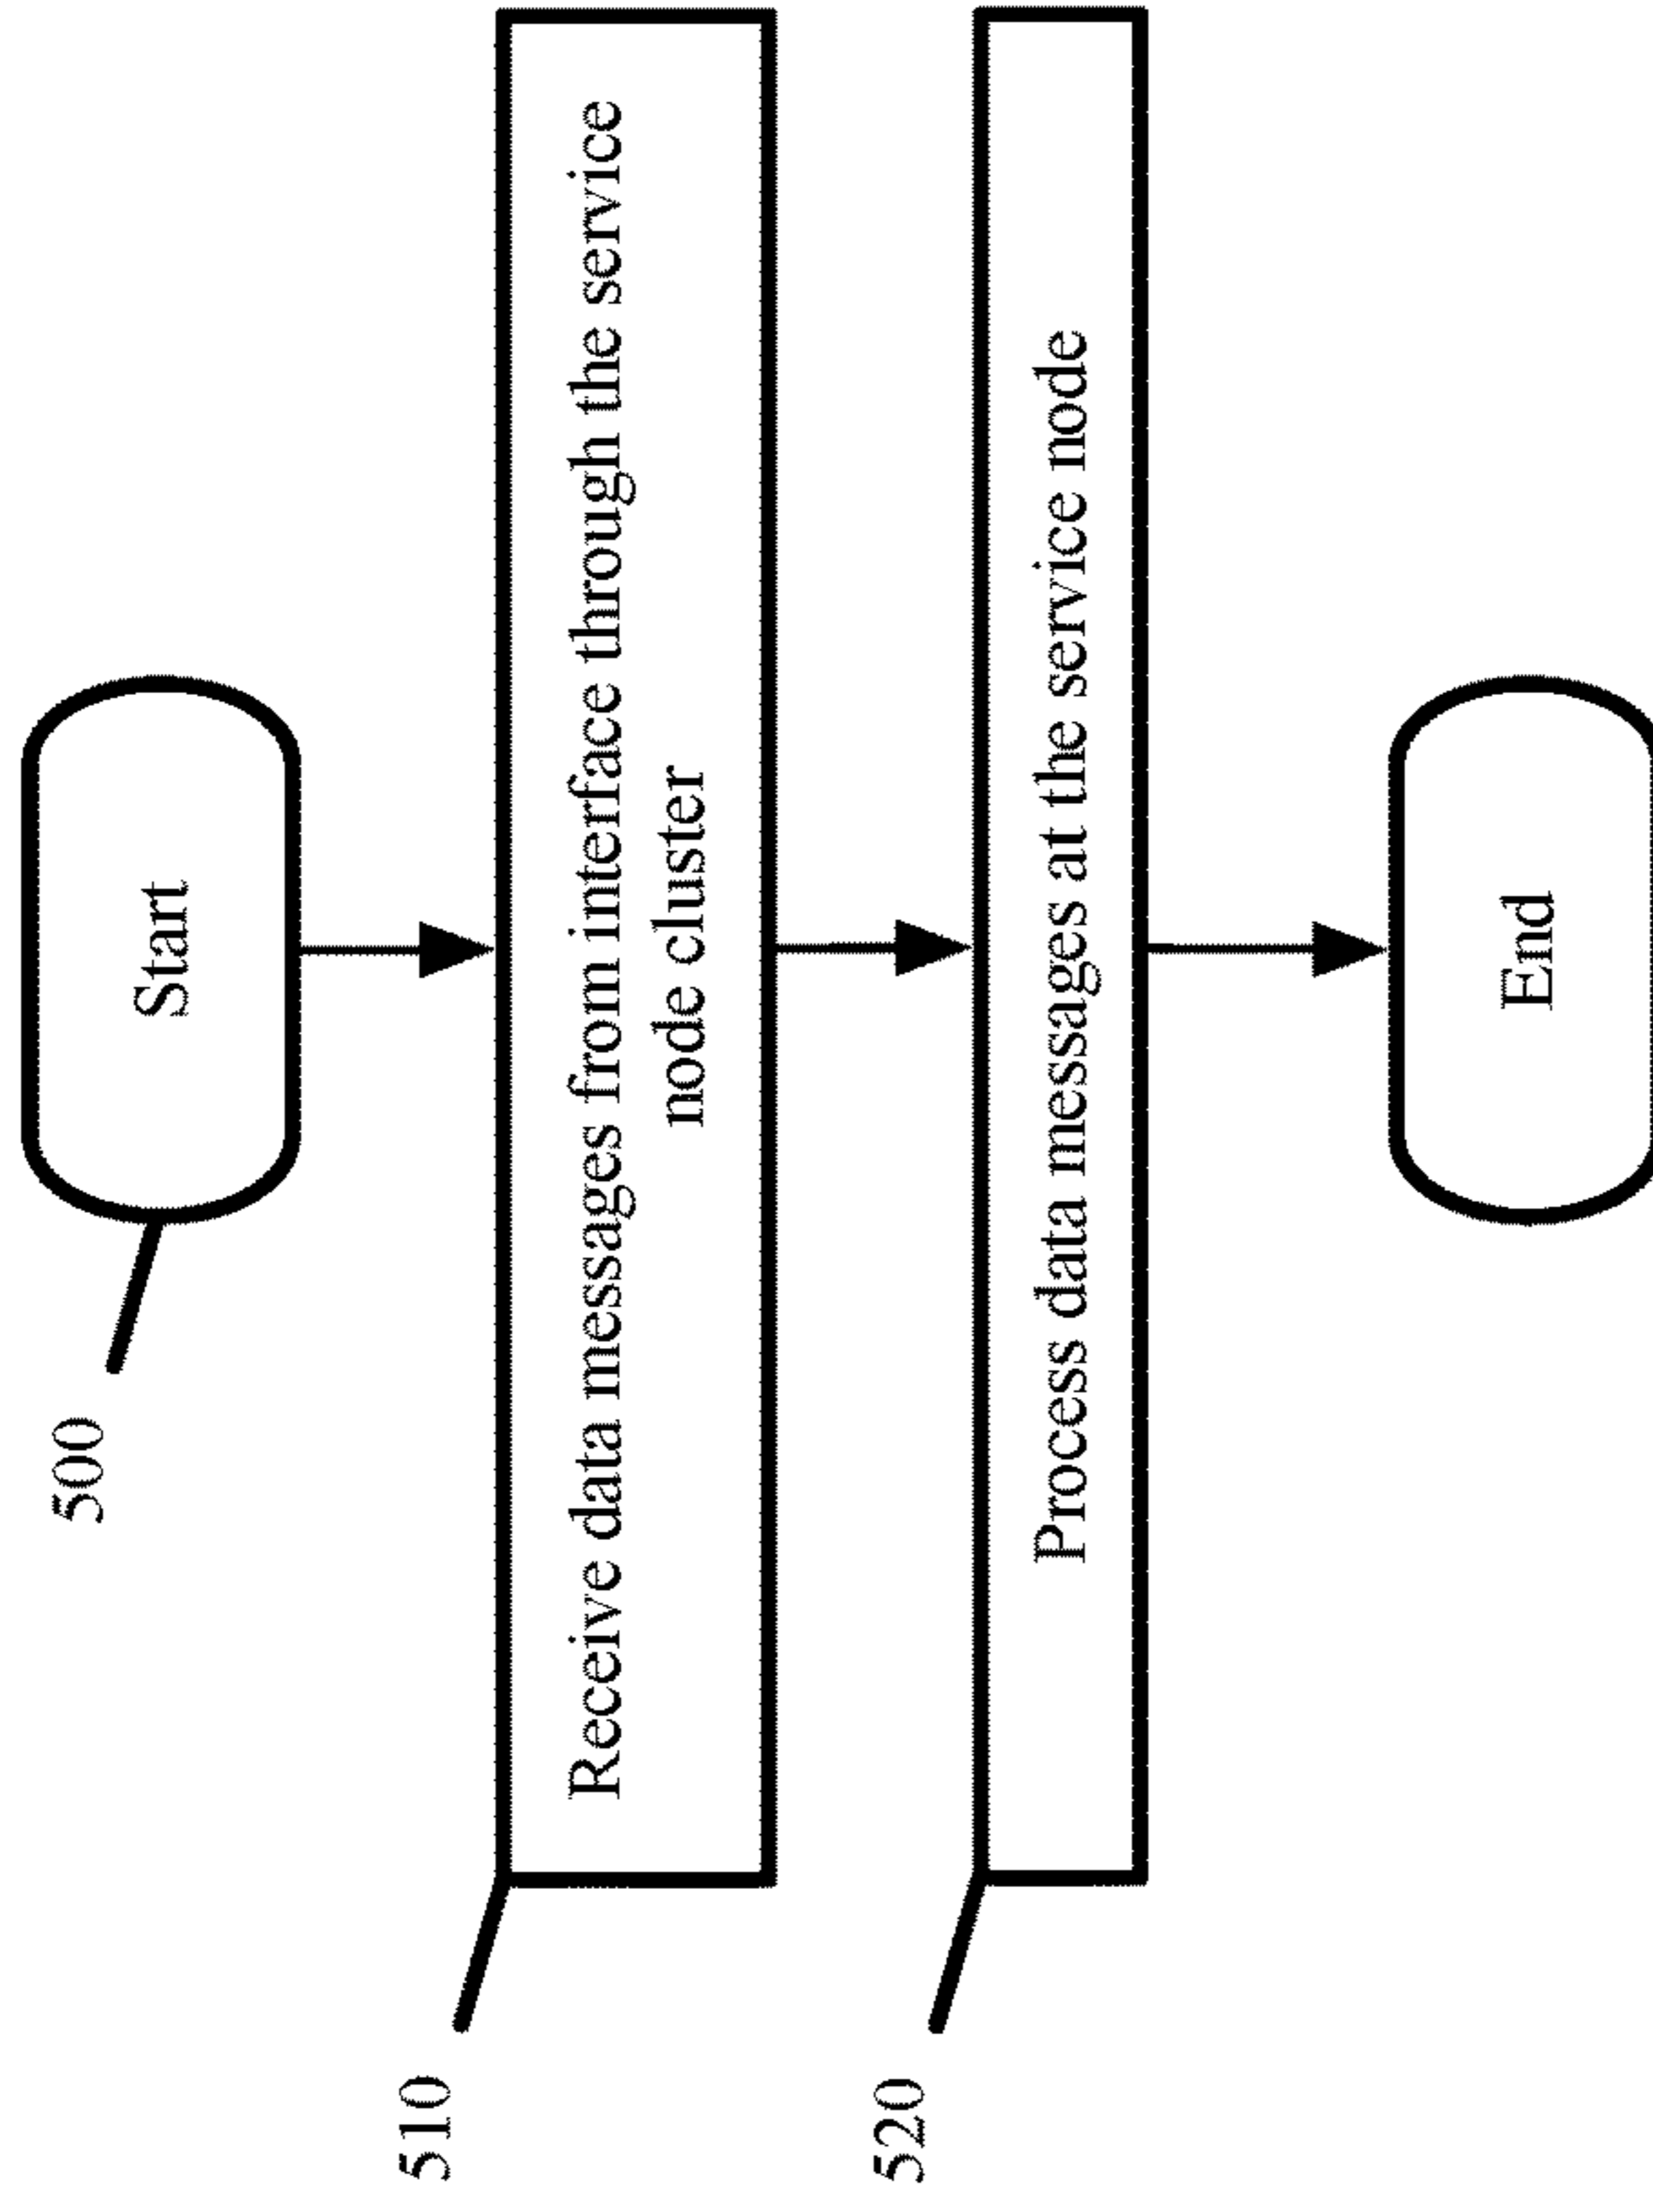 500
Start
510
Receive data messages from interface through the service
node cluster
520
Process data messages at the service node
End